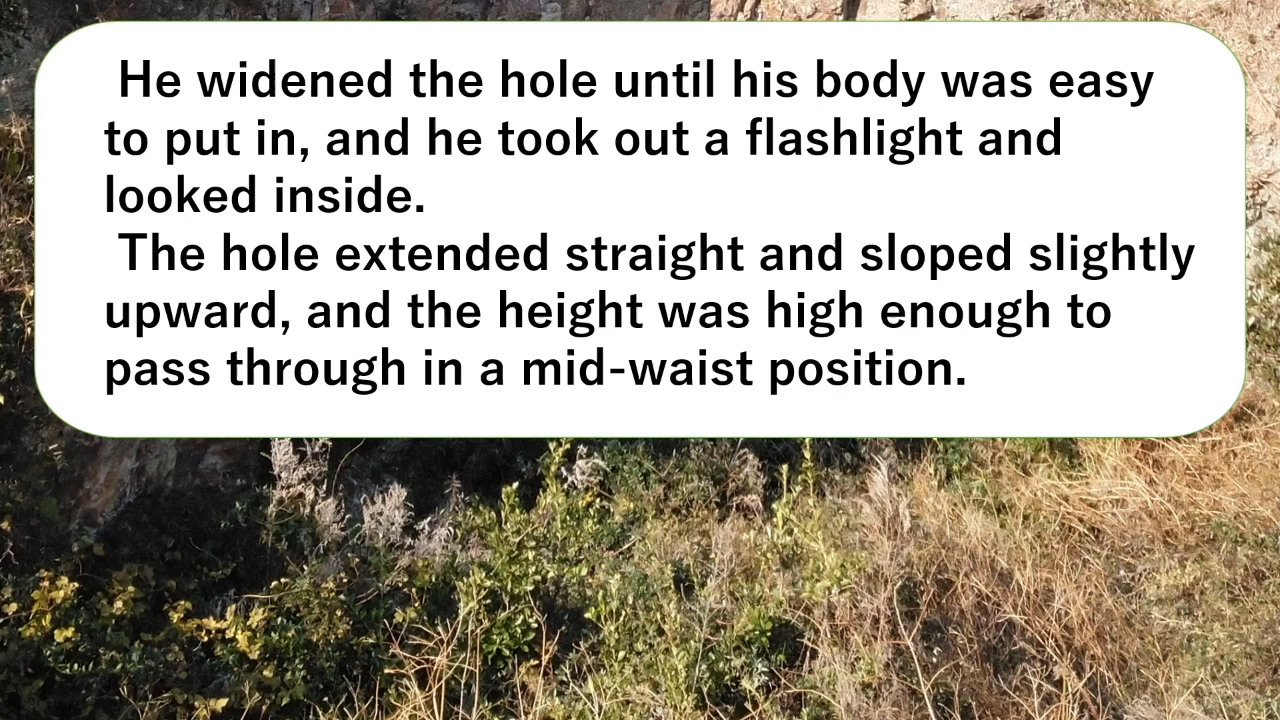 He widened the hole until his body was easy
to put in, and he took out a flashlight and
looked inside.
The hole extended straight and sloped slightly
upward, and the height was high enough to
pass through in a mid-waist position.